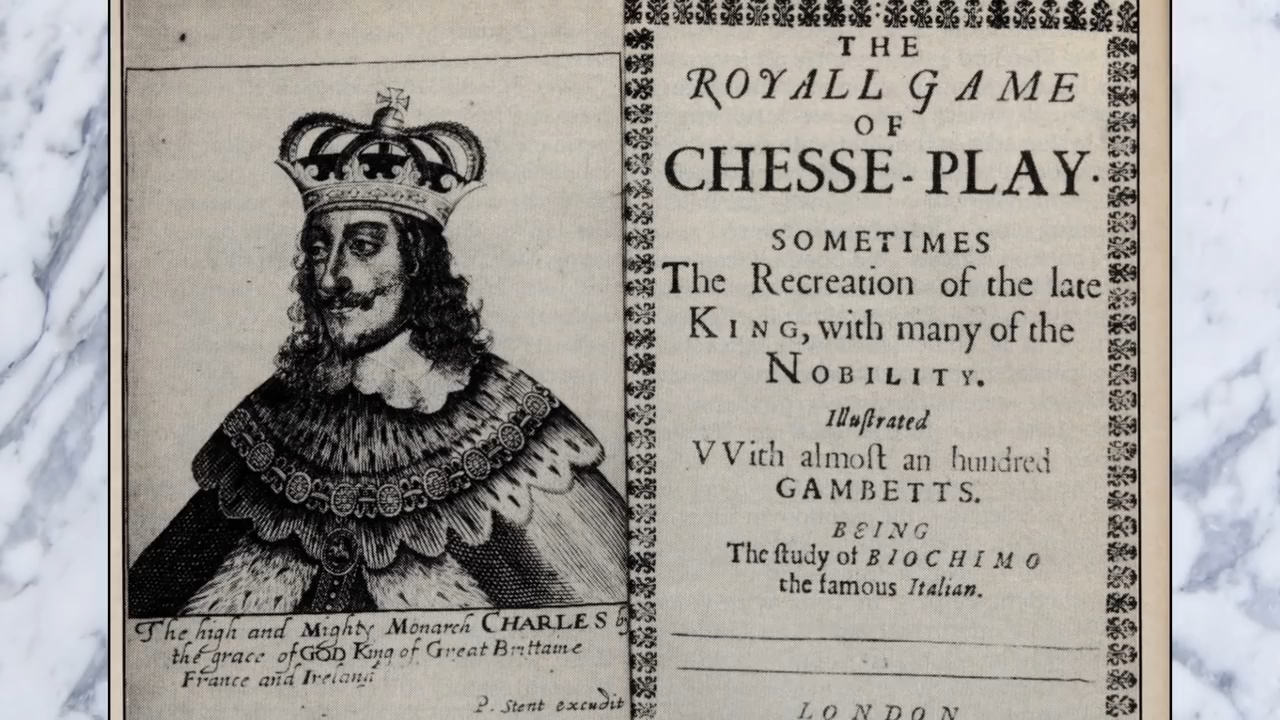 The high and Mighty Monarch CHARLES by
the grace of GOD King of Great Brittaine
France and Ireland
P. Stent excudit
THE
ROYALL GAME
OF
CHESSE-PLAY.
SOMETIMES
The Recreation of the late
KING, with many of the
NOBILITY.
Illuſtrated
VVith almoſt an hundred
GAMBETTS.
BEING
The ſtudy of BIOCHIMO
the famous Italian.
LONDON